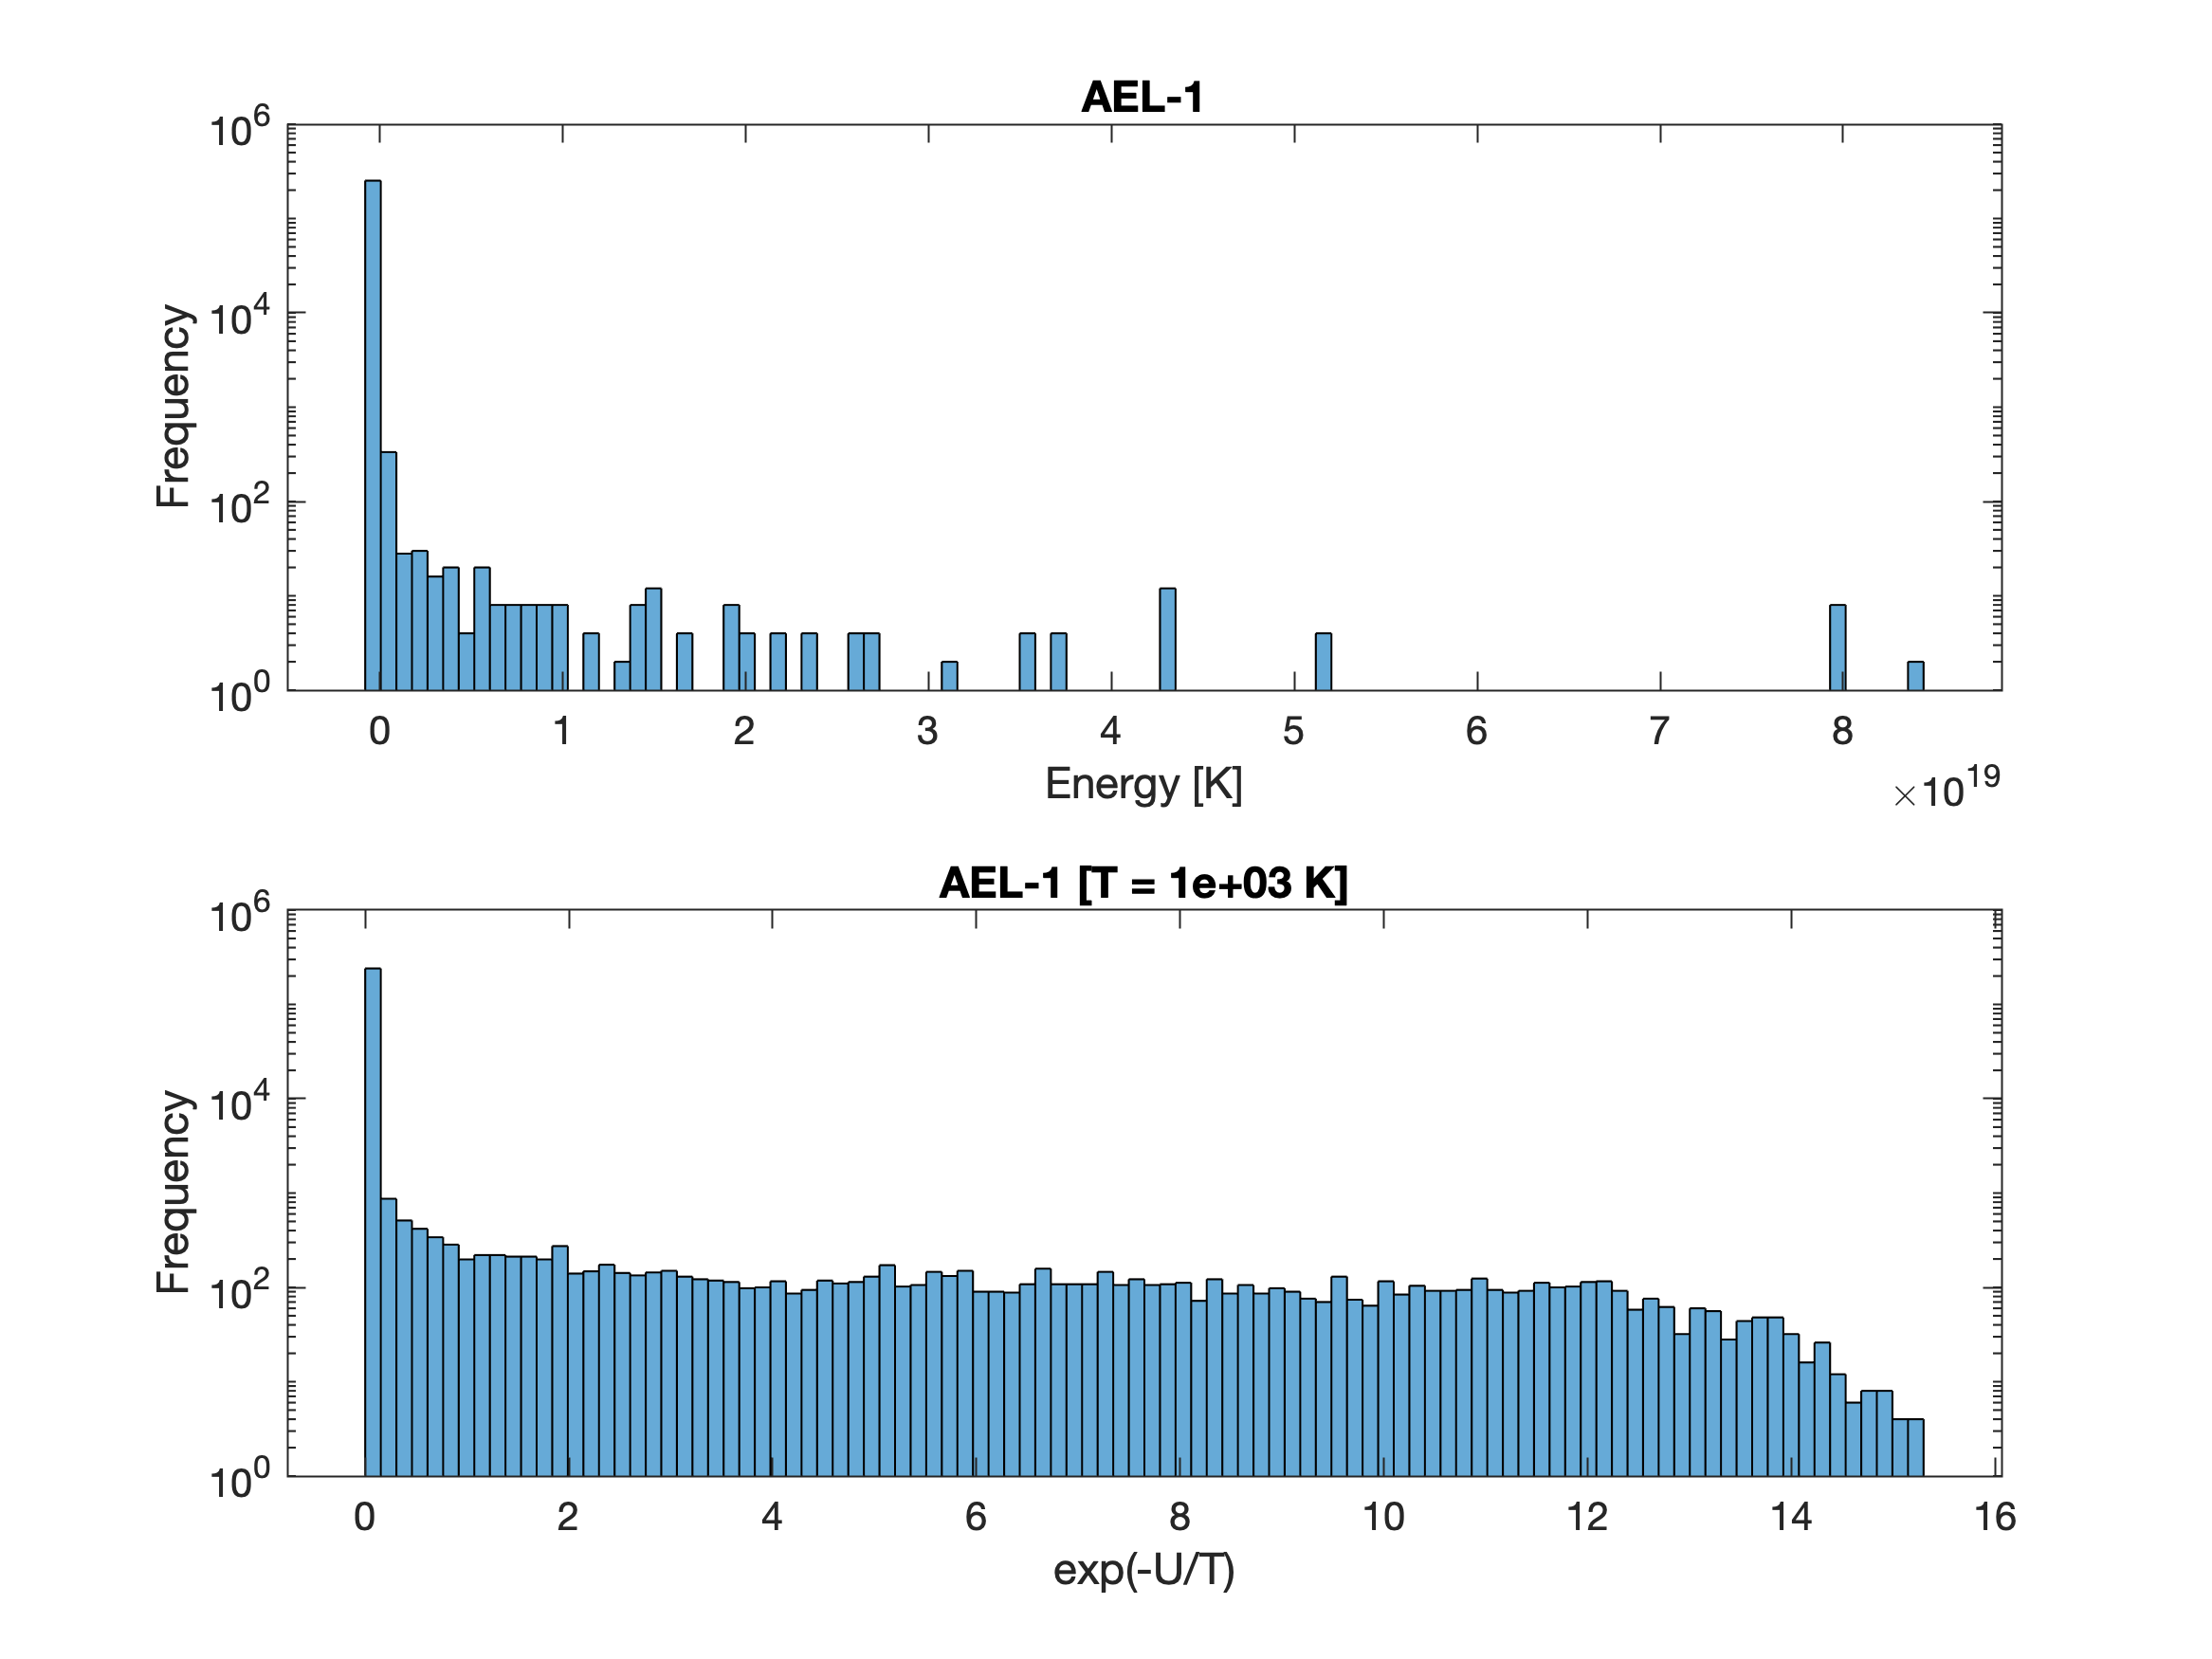 AEL-1
10^6
10^4
10^2
10^0
Frequency
0 1 2 3 4 5 6 7 8
Energy [K]
×10^19
AEL-1 [T = 1e+03 K]
10^6
10^4
10^2
10^0
Frequency
0 2 4 6 8 10 12 14 16
exp(-U/T)